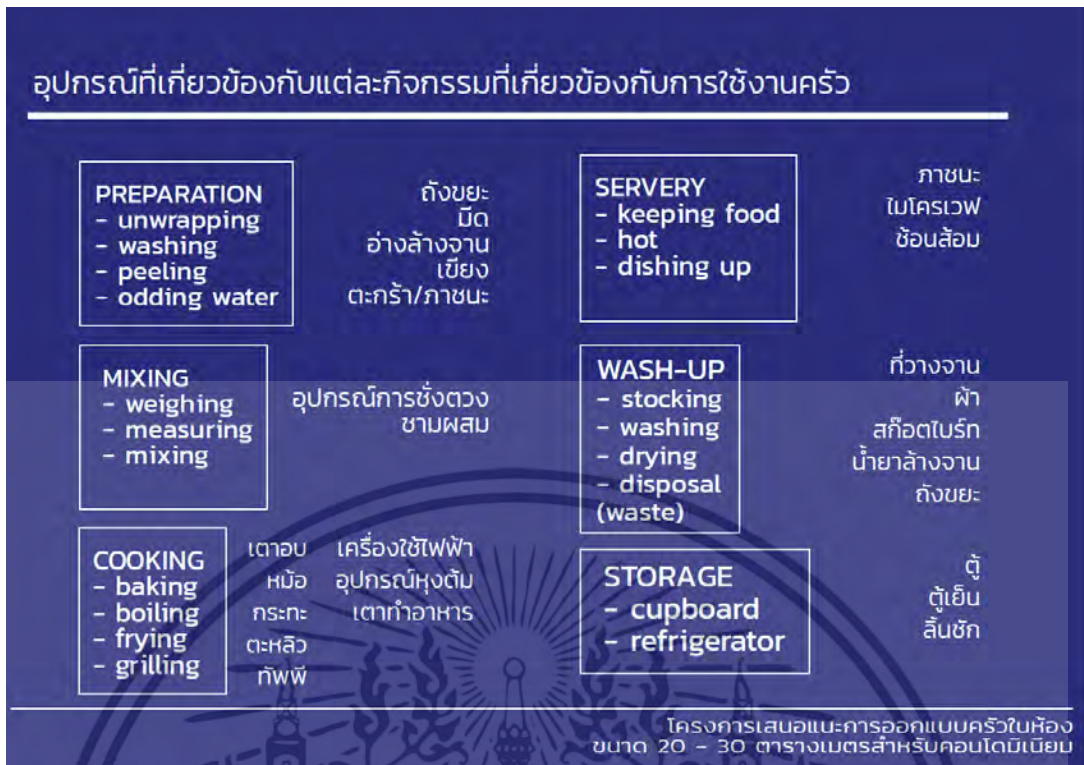 อุปกรณ์ที่เกี่ยวข้องกับแต่ละกิจกรรมที่เกี่ยวข้องกับการใช้งานครัว
PREPARATION
- unwrapping
- washing
- peeling
- odding water
ถังขยะ
มีด
อ่างล้างจาน
เขียง
ตะกร้า/ภาชนะ
SERVERY
- keeping food
- hot
- dishing up
ภาชนะ
ไมโครเวฟ
ช้อนส้อม
MIXING
- weighing
- measuring
- mixing
อุปกรณ์การชั่งตวง
ชามผสม
WASH-UP
- stocking
- washing
- drying
- disposal
(waste)
ที่วางจาน
ผ้า
สก๊อตไบร์ท
น้ำยาล้างจาน
ถังขยะ
COOKING
- baking
- boiling
- frying
- grilling
เตาอบ
หม้อ
กระทะ
ตะหลิว
ทัพพี
เครื่องใช้ไฟฟ้า
อุปกรณ์หุงต้ม
เตาทำอาหาร
STORAGE
- cupboard
- refrigerator
ตู้
ตู้เย็น
ลิ้นชัก
โครงการเสนอแนะการออกแบบครัวในห้อง
ขนาด 20 - 30 ตารางเมตรสำหรับคอนโดมิเนียม